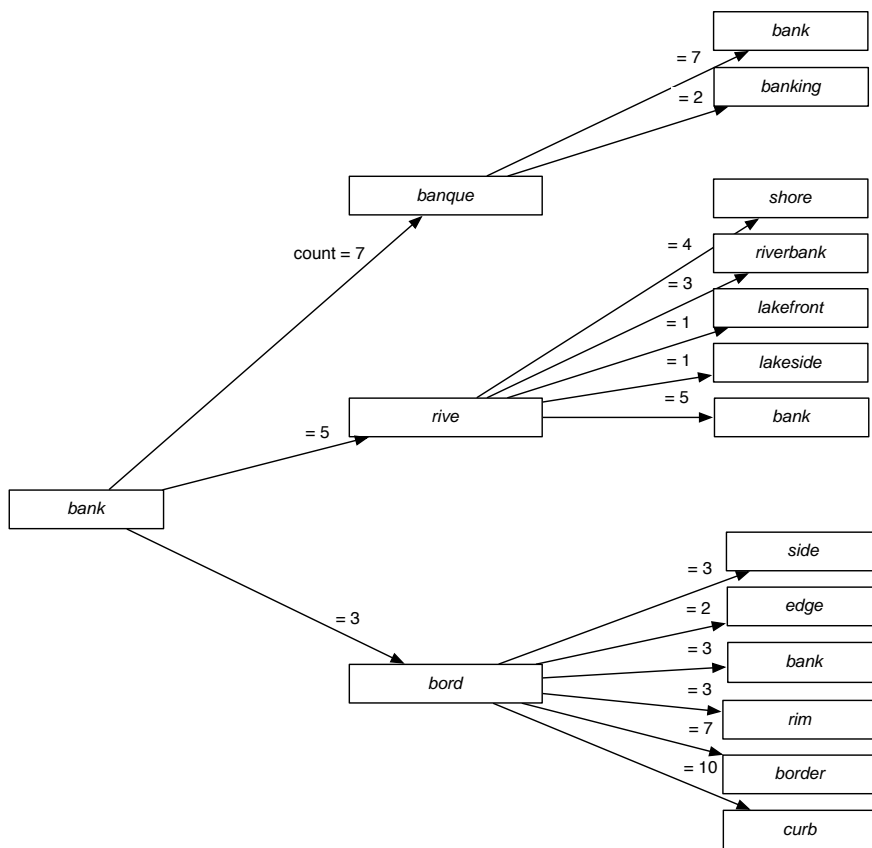 bank
= 7
banking
= 2
banque
shore
count = 7
= 4
riverbank
= 3
lakefront
= 1
lakeside
= 1
= 5
bank
rive
= 5
bank
side
= 3
edge
= 2
= 3
= 3
bank
bord
= 3
rim
= 7
border
= 10
curb